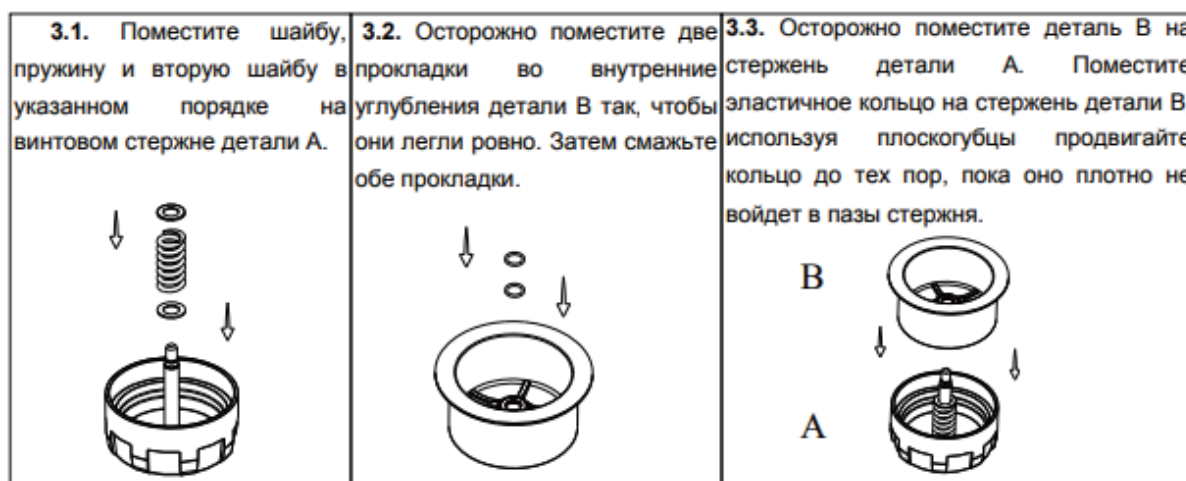 3.1. Поместите шайбу,
пружину и вторую шайбу в
указанном порядке на
винтовом стержне детали А.
3.2. Осторожно поместите две
прокладки во внутренние
углубления детали В так, чтобы
они легли ровно. Затем смажьте
обе прокладки.
3.3. Осторожно поместите деталь В на
стержень детали А. Поместите
эластичное кольцо на стержень детали В
используя плоскогубцы продвигайте
кольцо до тех пор, пока оно плотно не
войдет в пазы стержня.
B
A